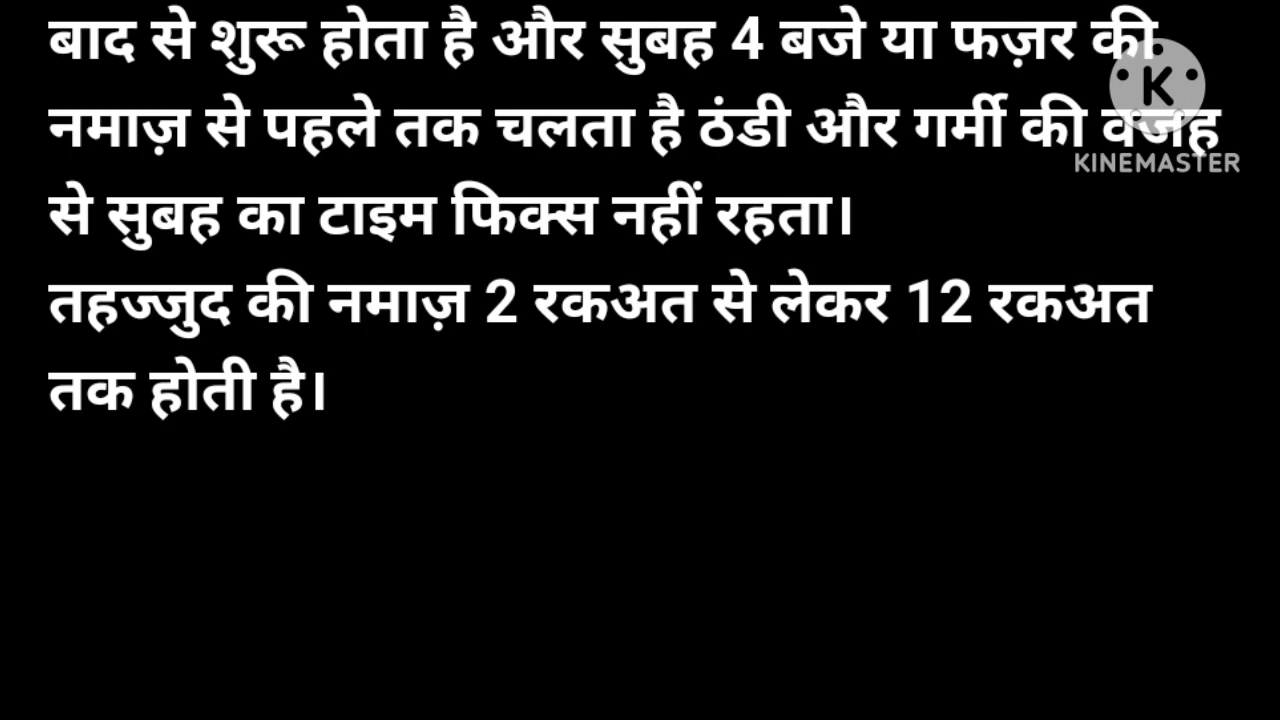 बाद से शुरू होता है और सुबह 4 बजे या फज़र की
नमाज़ से पहले तक चलता है ठंडी और गर्मी की वजह
से सुबह का टाइम फिक्स नहीं रहता।
तहज्जुद की नमाज़ 2 रकअत से लेकर 12 रकअत
तक होती है।
K
KINEMASTER